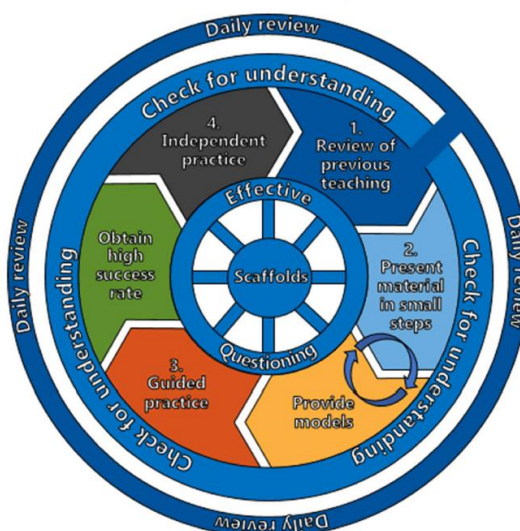 Daily review
Check for understanding
4.
Independent
practice
1.
Review of
previous
teaching
Effective
Obtain
high
success
rate
Scaffolds
2.
Present
material
in small
steps
Daily review
Daily review
Check for understanding
Check for understanding
Questioning
3.
Guided
practice
Provide
models
Daily review